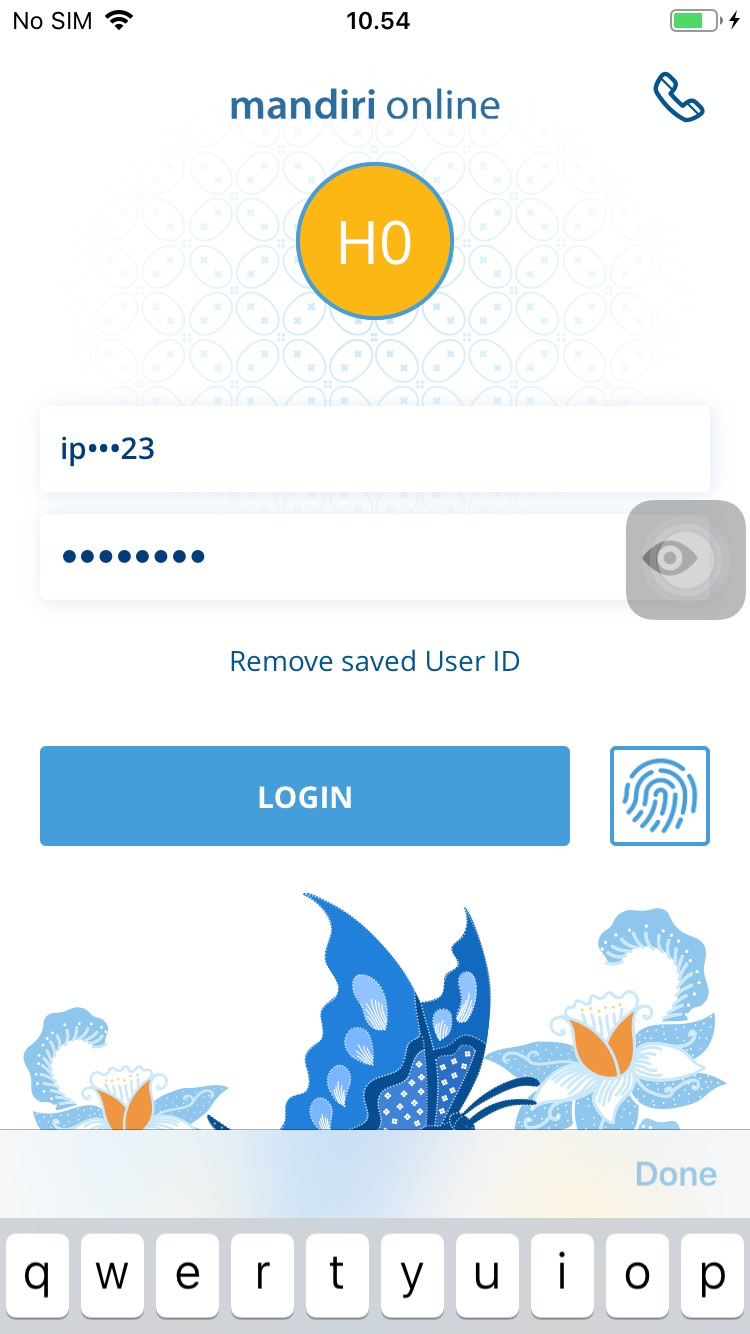 No SIM 10.54
mandiri online
H0
ip•••23
••••••••
Remove saved User ID
LOGIN
Done
q w e r t y u i o p